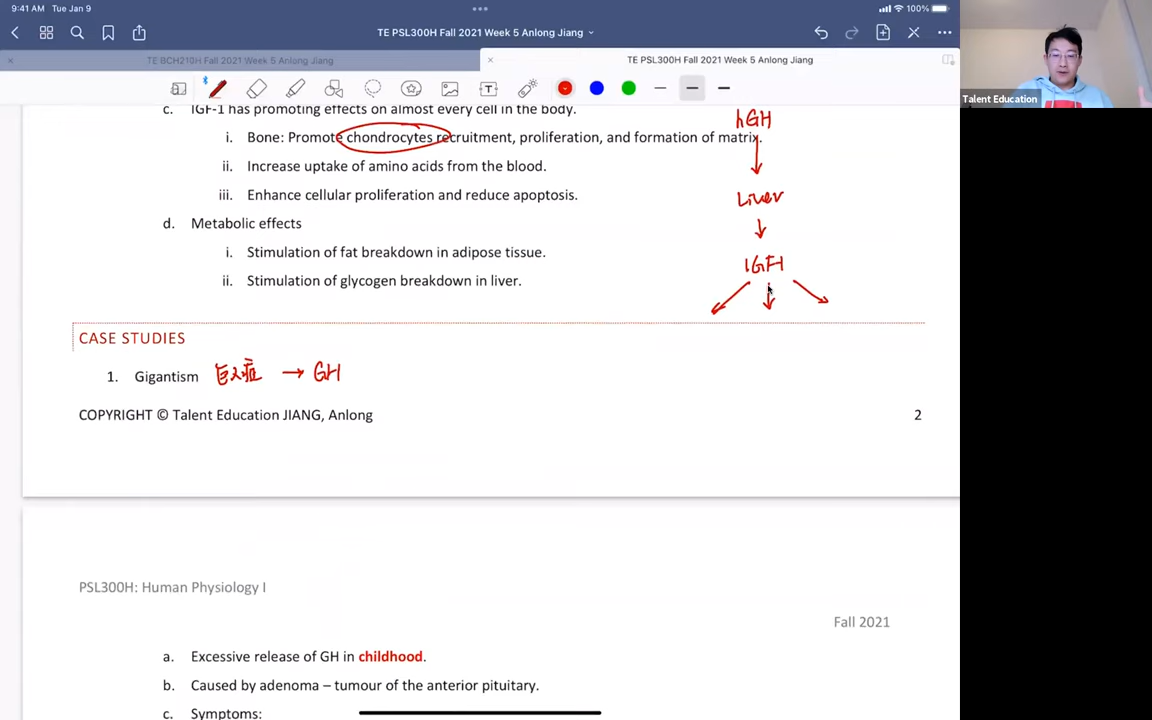 9:41 AM Tue Jan 9
100%
TE PSL300H Fall 2021 Week 5 Anlong Jiang
TE BCH210H Fall 2021 Week 5 Anlong Jiang
TE PSL300H Fall 2021 Week 5 Anlong Jiang
Talent Education
c. IGF-1 has promoting effects on almost every cell in the body.
hGH
i. Bone: Promote chondrocytes recruitment, proliferation, and formation of matrix.
ii. Increase uptake of amino acids from the blood.
iii. Enhance cellular proliferation and reduce apoptosis.
Liver
d. Metabolic effects
i. Stimulation of fat breakdown in adipose tissue.
IGF1
ii. Stimulation of glycogen breakdown in liver.
CASE STUDIES
1. Gigantism 巨人症 → GH
COPYRIGHT © Talent Education JIANG, Anlong 2
PSL300H: Human Physiology I
Fall 2021
a. Excessive release of GH in childhood.
b. Caused by adenoma – tumour of the anterior pituitary.
c. Symptoms: